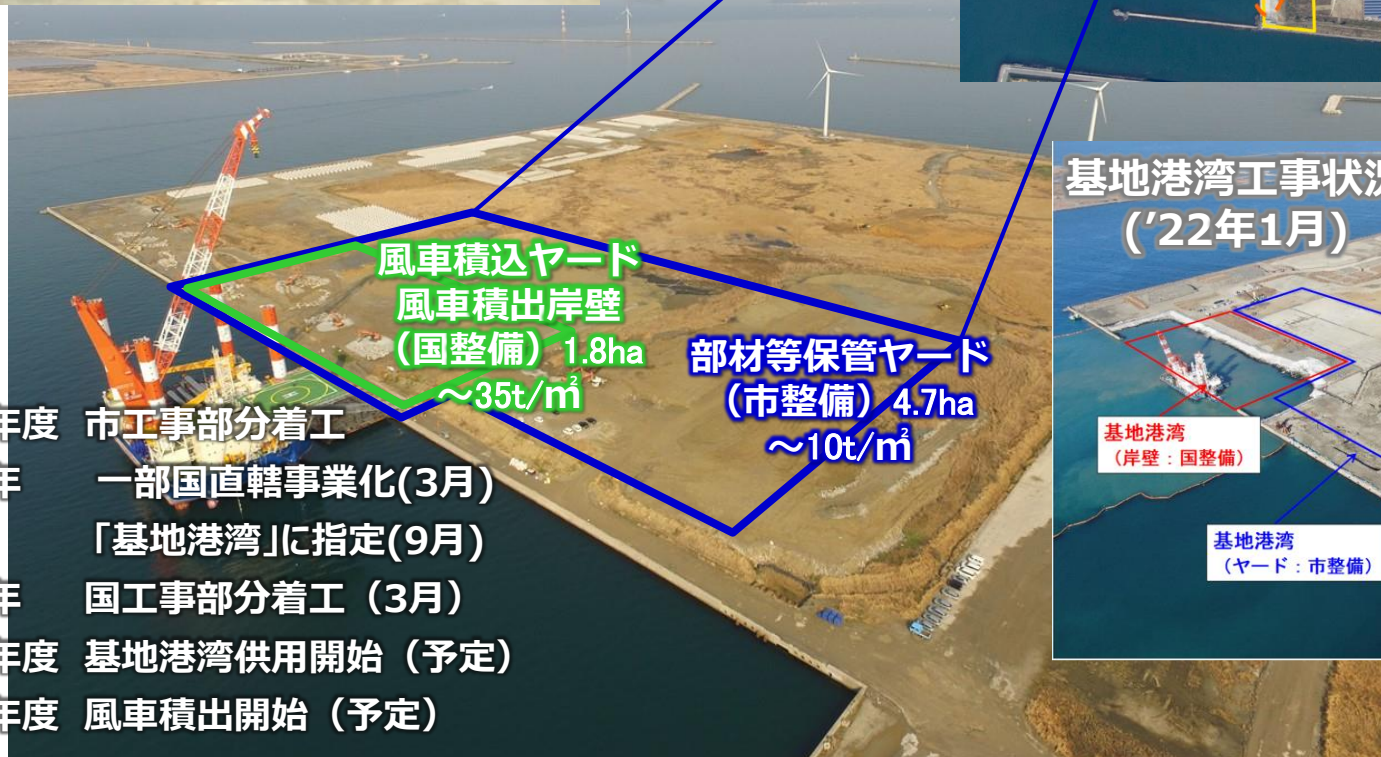 風車積込ヤード
風車積出岸壁
（国整備）1.8ha
～35t/㎡
部材等保管ヤード
（市整備）4.7ha
～10t/㎡
年度 市工事部分着工
年 一部国直轄事業化(3月)
「基地港湾」に指定(9月)
年 国工事部分着工（3月）
年度 基地港湾供用開始（予定）
年度 風車積出開始（予定）
基地港湾工事状況
(’22年1月)
基地港湾
（岸壁：国整備）
基地港湾
（ヤード：市整備）